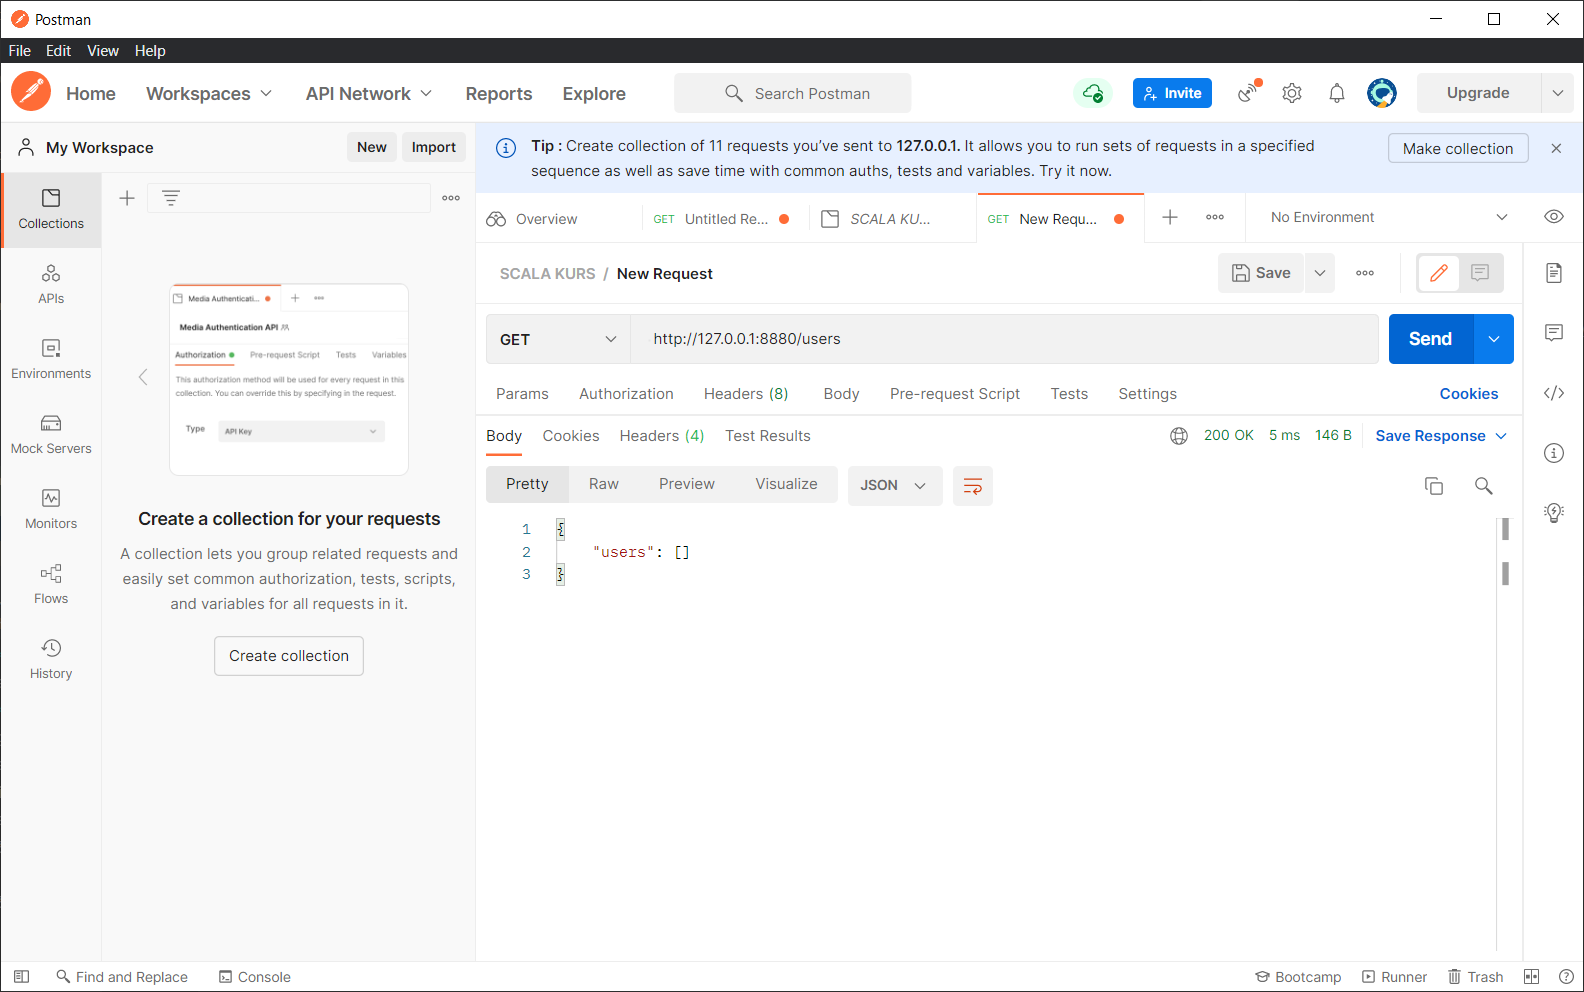 Postman
File Edit View Help
Home Workspaces API Network Reports Explore Search Postman Invite Upgrade
My Workspace New Import
Tip : Create collection of 11 requests you've sent to 127.0.0.1. It allows you to run sets of requests in a specified
sequence as well as save time with common auths, tests and variables. Try it now.
Make collection
Collections
APIs
Environments
Mock Servers
Monitors
Flows
History
Media Authenticati...
Media Authentication API
Authorization Pre-request Script Tests Variables
This authorization method will be used for every request in this
collection. You can override this by specifying in the request.
Type API Key
Create a collection for your requests
A collection lets you group related requests and
easily set common authorization, tests, scripts,
and variables for all requests in it.
Create collection
Overview GET Untitled Re... SCALA KU... GET New Requ... No Environment
SCALA KURS / New Request Save
GET http://127.0.0.1:8880/users Send
Params Authorization Headers (8) Body Pre-request Script Tests Settings Cookies
Body Cookies Headers (4) Test Results 200 OK 5 ms 146 B Save Response
Pretty Raw Preview Visualize JSON
1 {
2 "users": []
3 }
Find and Replace Console Bootcamp Runner Trash